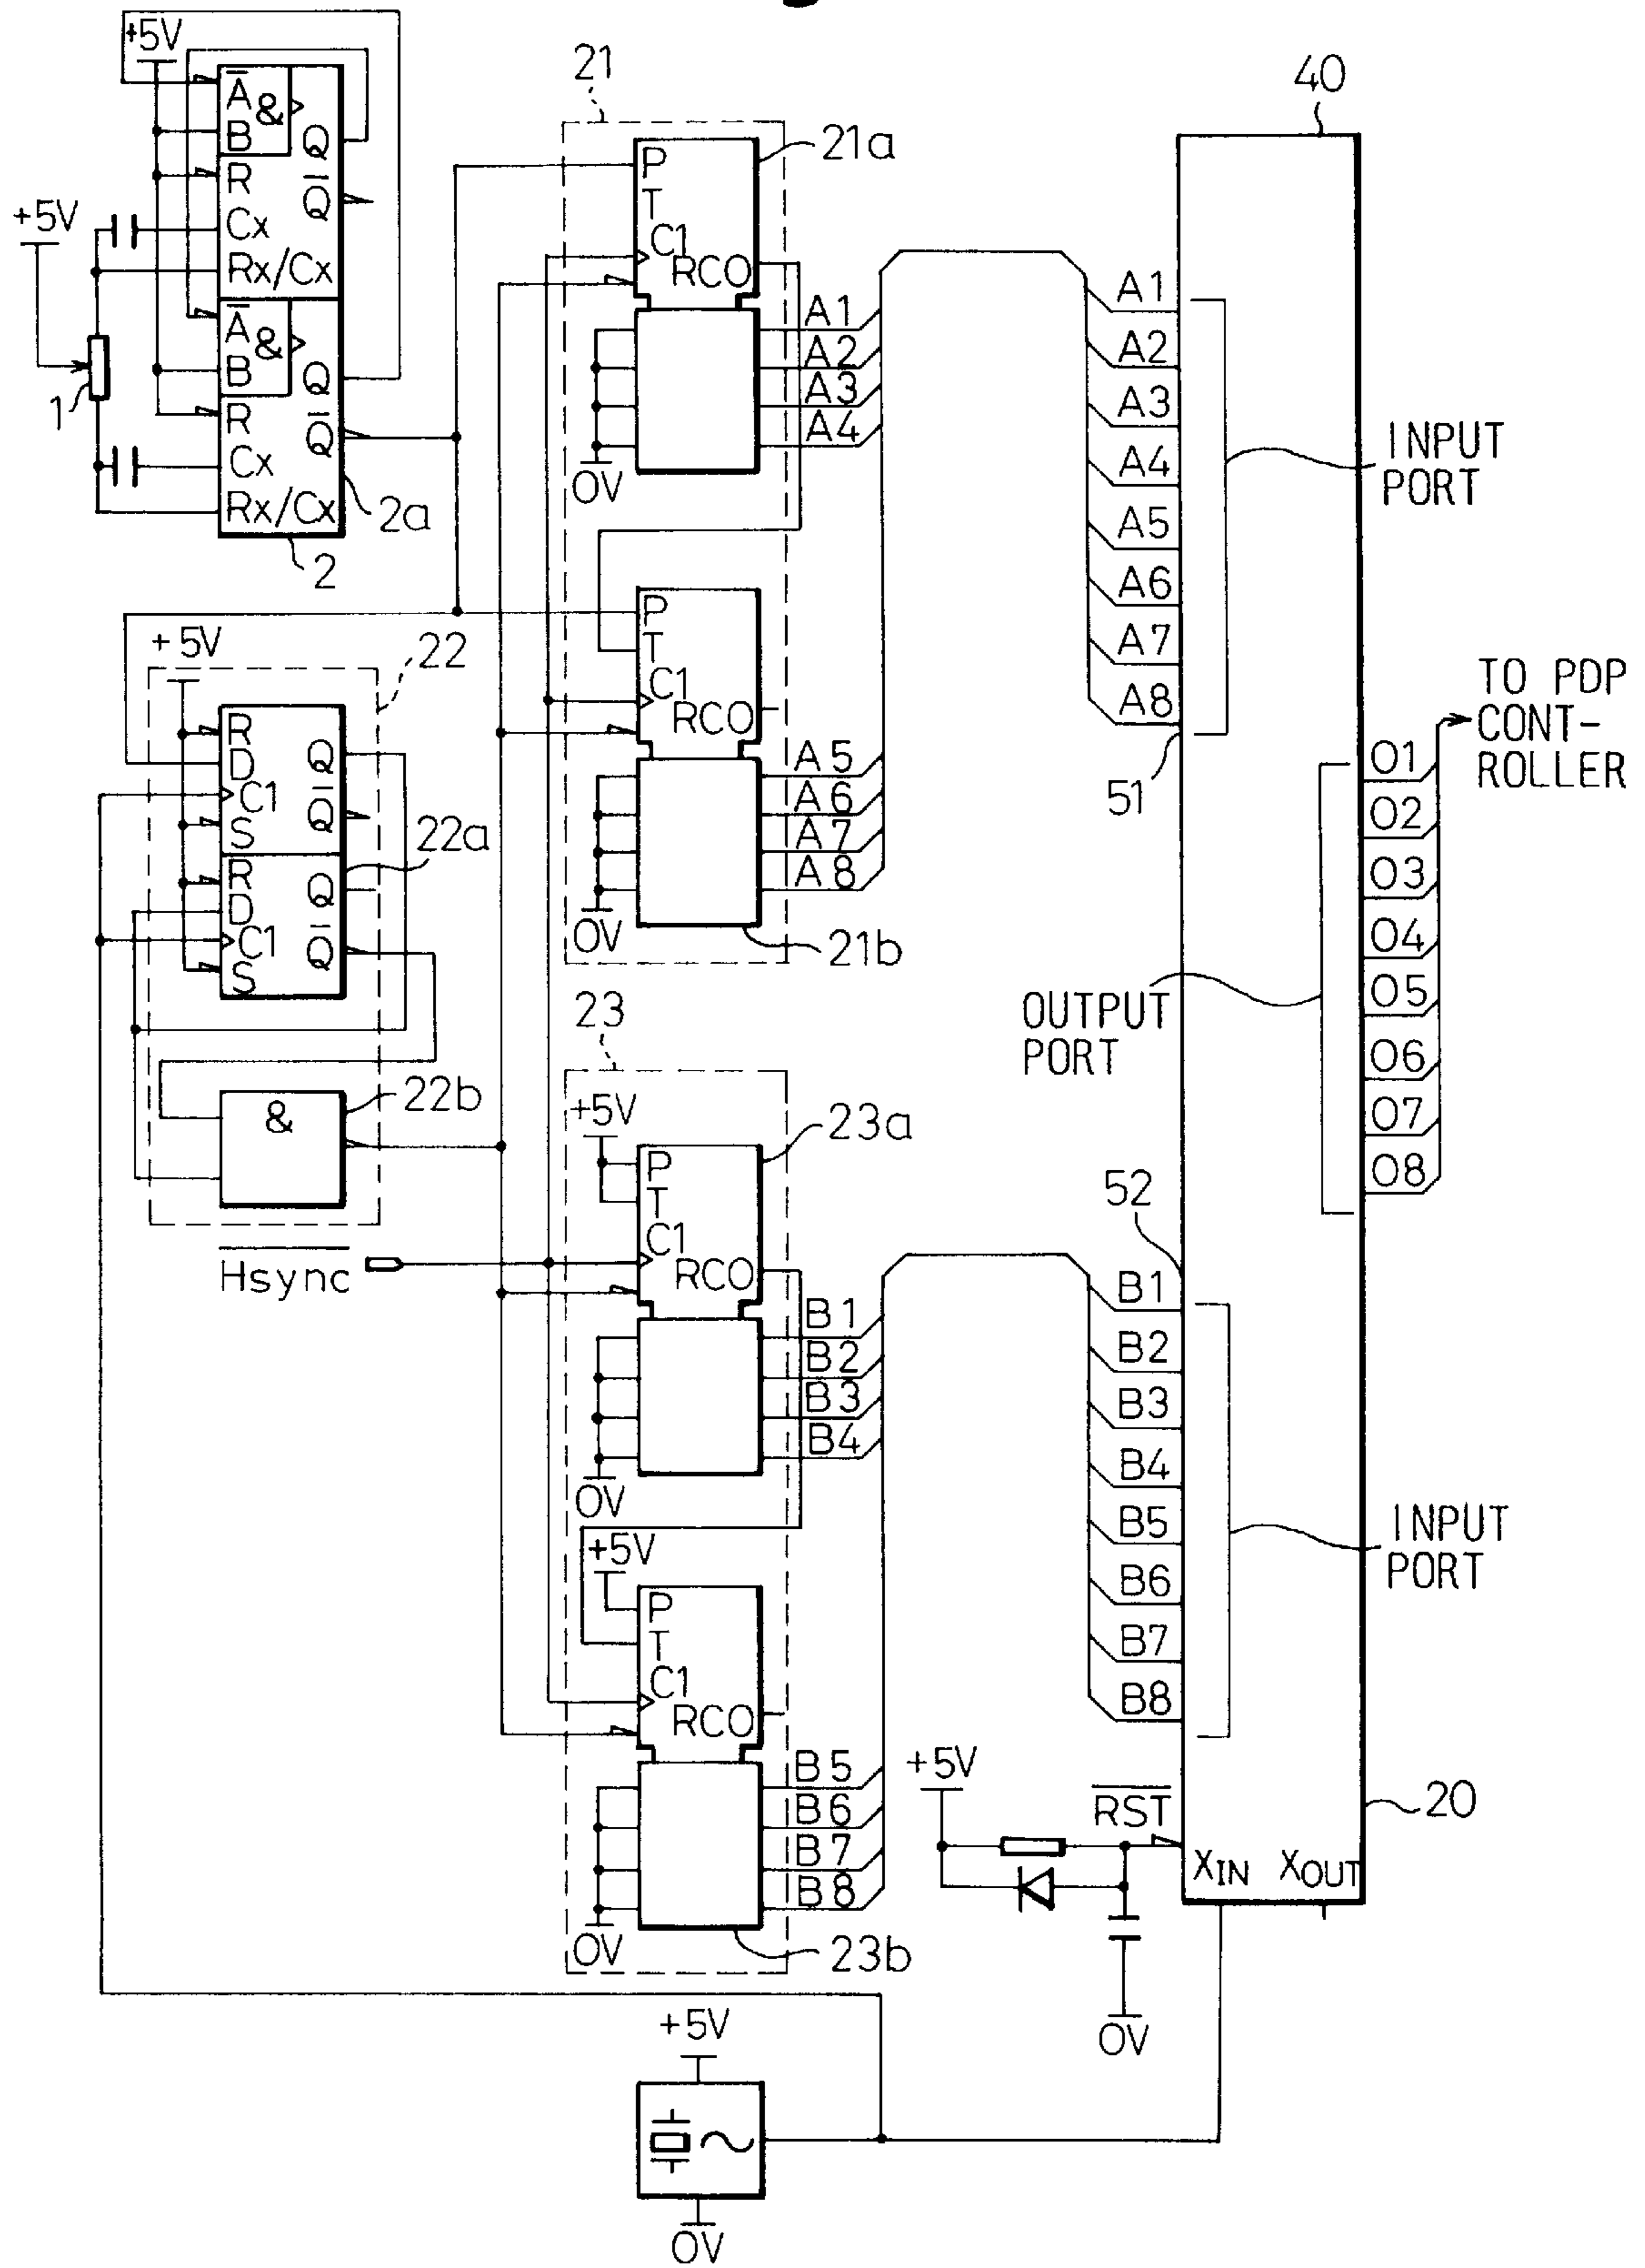 +5V
A
&
B
Q
R
Q
Cx
Rx/Cx
+5V
A
&
B
Q
R
Q
Cx
Rx/Cx
1
2a
2
21
21a
P
T
C1
RCO
A1
A2
A3
A4
0V
P
T
C1
RCO
A5
A6
A7
A8
0V
21b
+5V
22
R
D
Q
C1
Q
S
22a
R
Q
D
C1
Q
S
&
22b
Hsync
23
+5V
23a
P
T
C1
RCO
B1
B2
B3
B4
0V
+5V
P
T
C1
RCO
B5
B6
B7
B8
0V
23b
40
A1
A2
A3
A4
A5
A6
A7
A8
INPUT
PORT
51
TO PDP
CONT-
ROLLER
O1
O2
O3
O4
O5
O6
O7
O8
OUTPUT
PORT
52
B1
B2
B3
B4
B5
B6
B7
B8
INPUT
PORT
+5V
RST
20
XIN XOUT
0V
+5V
0V